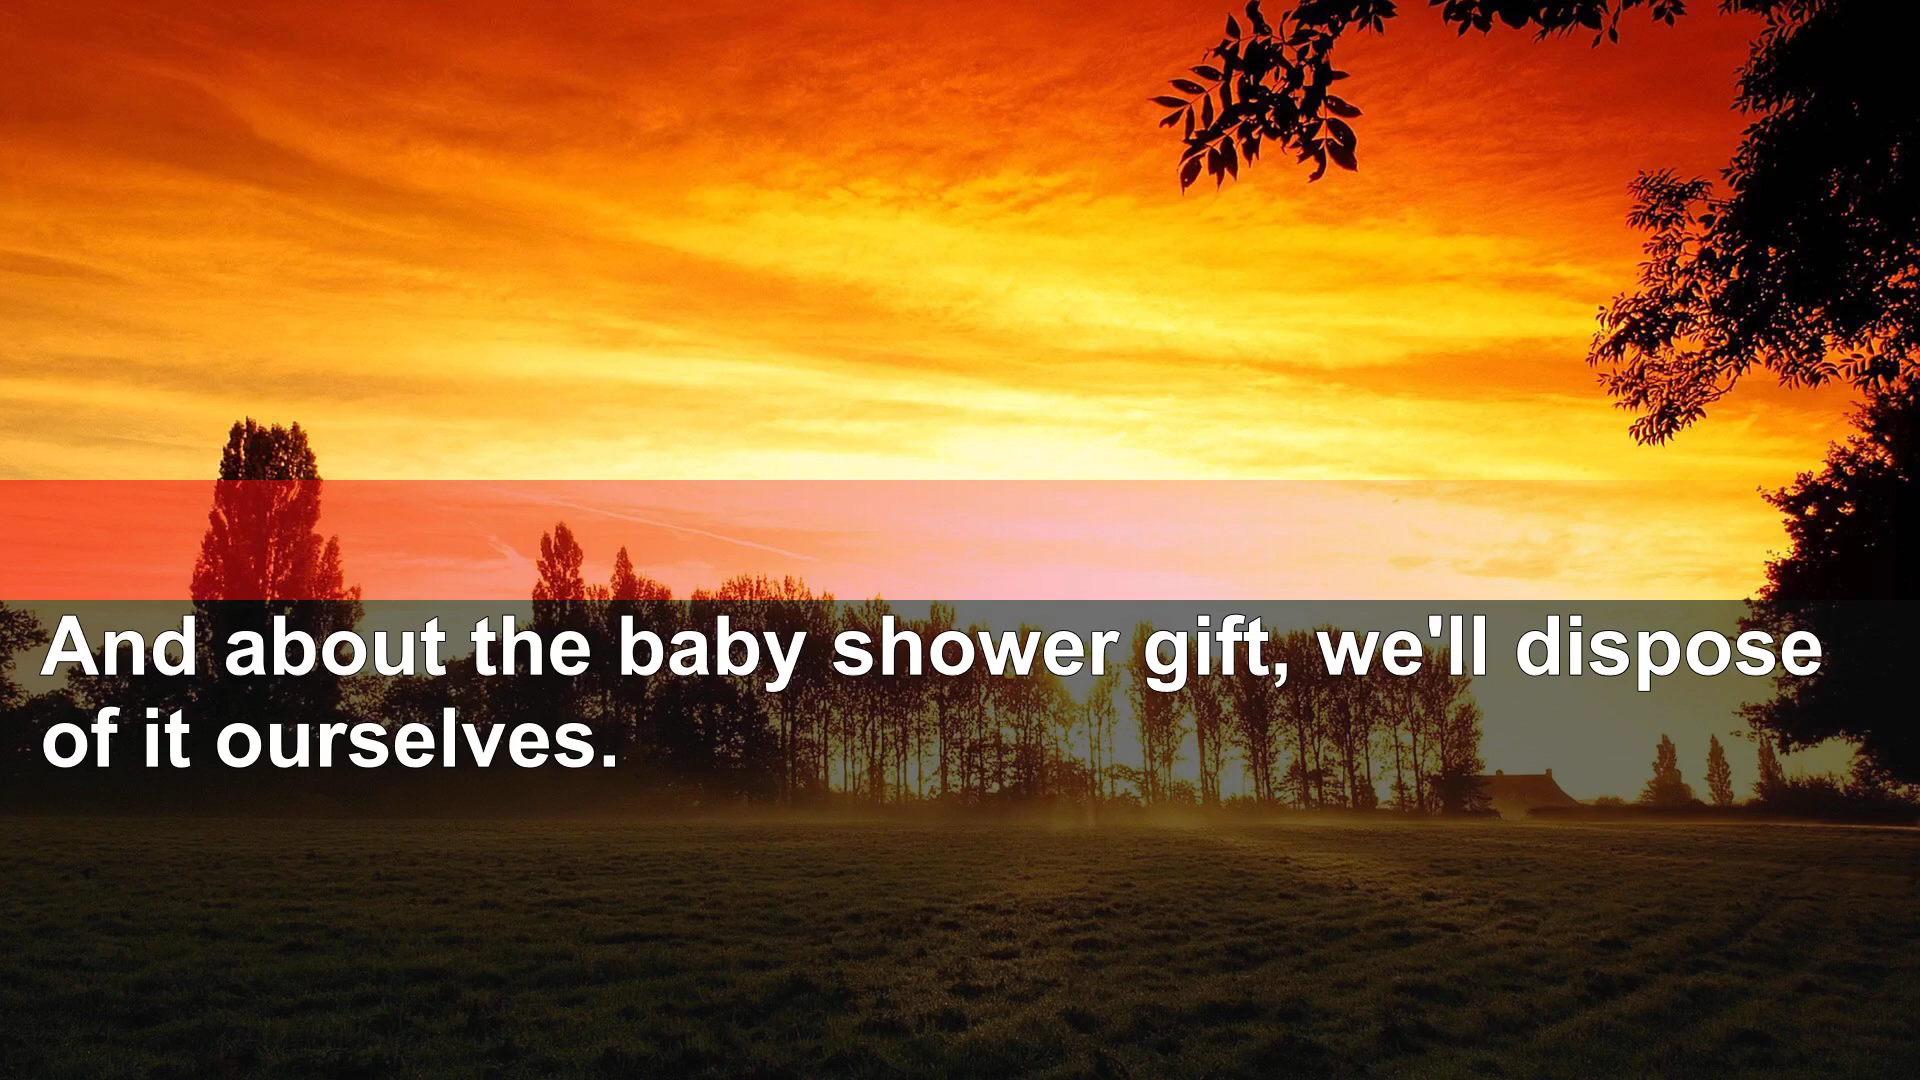 And about the baby shower gift, we'll dispose
of it ourselves.